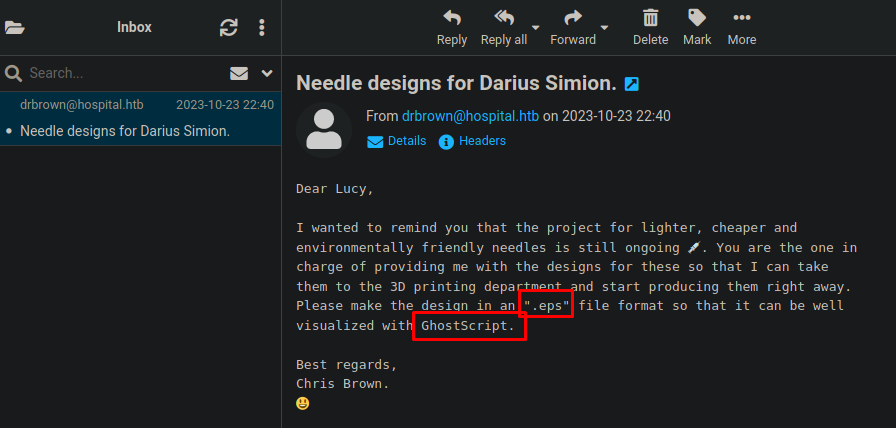 Inbox
Reply
Reply all
Forward
Delete
Mark
More
Search...
drbrown@hospital.htb 2023-10-23 22:40
Needle designs for Darius Simion.
Needle designs for Darius Simion.
From drbrown@hospital.htb on 2023-10-23 22:40
Details Headers
Dear Lucy,
I wanted to remind you that the project for lighter, cheaper and
environmentally friendly needles is still ongoing 💉. You are the one in
charge of providing me with the designs for these so that I can take
them to the 3D printing department and start producing them right away.
Please make the design in an ".eps" file format so that it can be well
visualized with GhostScript.
Best regards,
Chris Brown.
😃